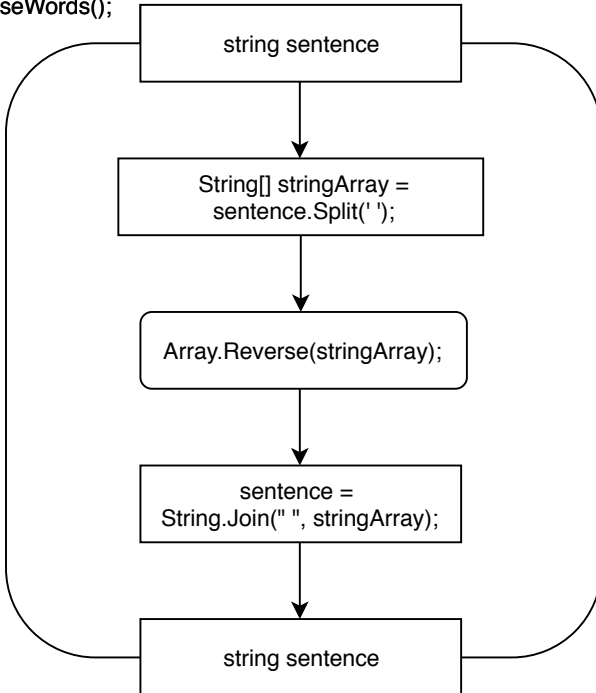 seWords();
string sentence
String[] stringArray =
sentence.Split(' ');
Array.Reverse(stringArray);
sentence =
String.Join(" ", stringArray);
string sentence